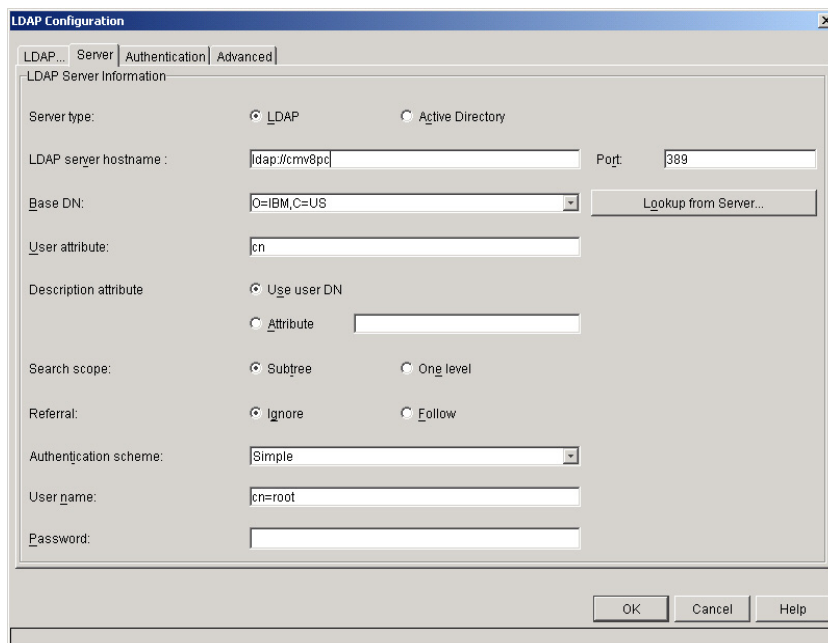 LDAP Configuration
LDAP... Server Authentication Advanced
LDAP Server Information
Server type: LDAP Active Directory
LDAP server hostname : ldap://cmv8pc Port: 389
Base DN: O=IBM,C=US Lookup from Server...
User attribute: cn
Description attribute Use user DN
Attribute
Search scope: Subtree One level
Referral: Ignore Follow
Authentication scheme: Simple
User name: cn=root
Password:
OK Cancel Help